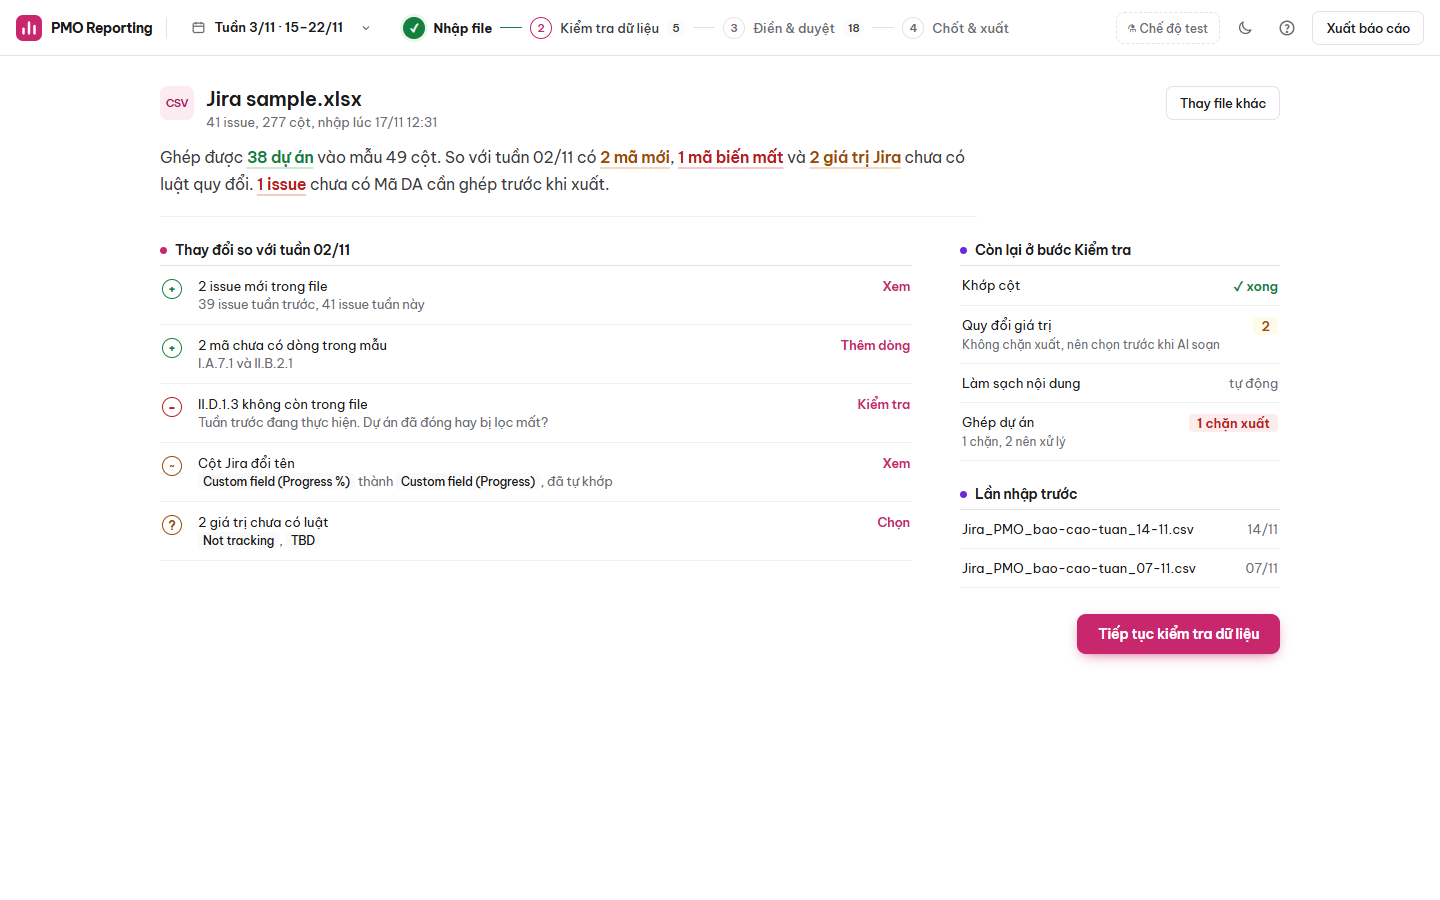 PMO Reporting
Tuần 3/11 · 15–22/11
Nhập file
2 Kiểm tra dữ liệu 5
3 Điền & duyệt 18
4 Chốt & xuất
Chế độ test
Xuất báo cáo
CSV
Jira sample.xlsx
41 issue, 277 cột, nhập lúc 17/11 12:31
Thay file khác
Ghép được 38 dự án vào mẫu 49 cột. So với tuần 02/11 có 2 mã mới, 1 mã biến mất và 2 giá trị Jira chưa có
luật quy đổi. 1 issue chưa có Mã DA cần ghép trước khi xuất.
Thay đổi so với tuần 02/11
+ 2 issue mới trong file Xem
39 issue tuần trước, 41 issue tuần này
+ 2 mã chưa có dòng trong mẫu Thêm dòng
I.A.7.1 và II.B.2.1
− II.D.1.3 không còn trong file Kiểm tra
Tuần trước đang thực hiện. Dự án đã đóng hay bị lọc mất?
~ Cột Jira đổi tên Xem
Custom field (Progress %) thành Custom field (Progress) , đã tự khớp
? 2 giá trị chưa có luật Chọn
Not tracking , TBD
Còn lại ở bước Kiểm tra
Khớp cột ✓ xong
Quy đổi giá trị 2
Không chặn xuất, nên chọn trước khi AI soạn
Làm sạch nội dung tự động
Ghép dự án 1 chặn xuất
1 chặn, 2 nên xử lý
Lần nhập trước
Jira_PMO_bao-cao-tuan_14-11.csv 14/11
Jira_PMO_bao-cao-tuan_07-11.csv 07/11
Tiếp tục kiểm tra dữ liệu